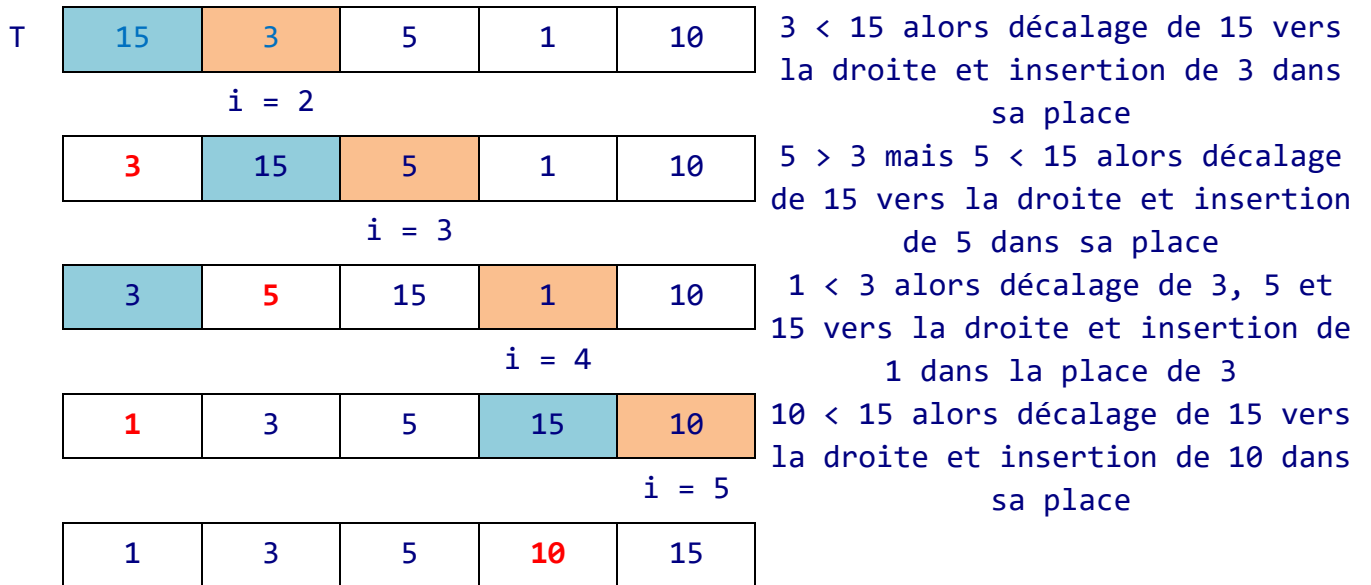 T 15 3 5 1 10
3 < 15 alors décalage de 15 vers
la droite et insertion de 3 dans
sa place
i = 2
3 15 5 1 10
5 > 3 mais 5 < 15 alors décalage
de 15 vers la droite et insertion
de 5 dans sa place
i = 3
3 5 15 1 10
1 < 3 alors décalage de 3, 5 et
15 vers la droite et insertion de
1 dans la place de 3
i = 4
1 3 5 15 10
10 < 15 alors décalage de 15 vers
la droite et insertion de 10 dans
sa place
i = 5
1 3 5 10 15